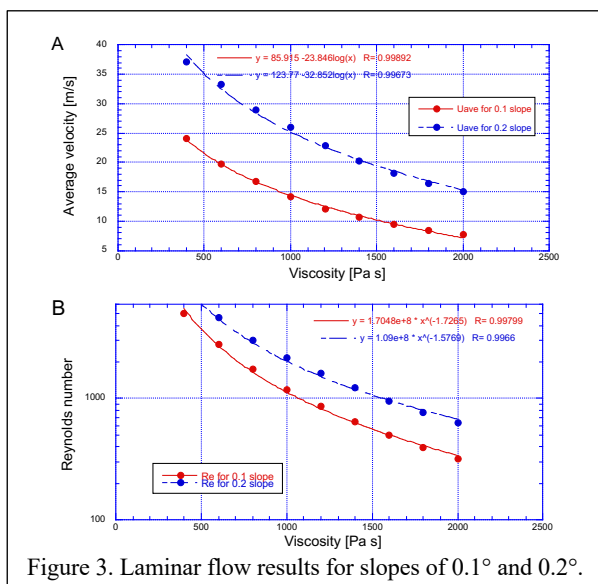 A
40
y = 85.915 -23.846log(x) R= 0.99892
35
y = 123.77 -32.852log(x) R= 0.99673
30
Uave for 0.1 slope
25
Uave for 0.2 slope
20
15
10
5
Average velocity [m/s]
0 500 1000 1500 2000 2500
Viscosity [Pa s]
B
y = 1.7048e+8 * x^(-1.7265) R= 0.99799
y = 1.09e+8 * x^(-1.5769) R= 0.9966
1000
Reynolds number
Re for 0.1 slope
Re for 0.2 slope
100
0 500 1000 1500 2000 2500
Viscosity [Pa s]
Figure 3. Laminar flow results for slopes of 0.1° and 0.2°.